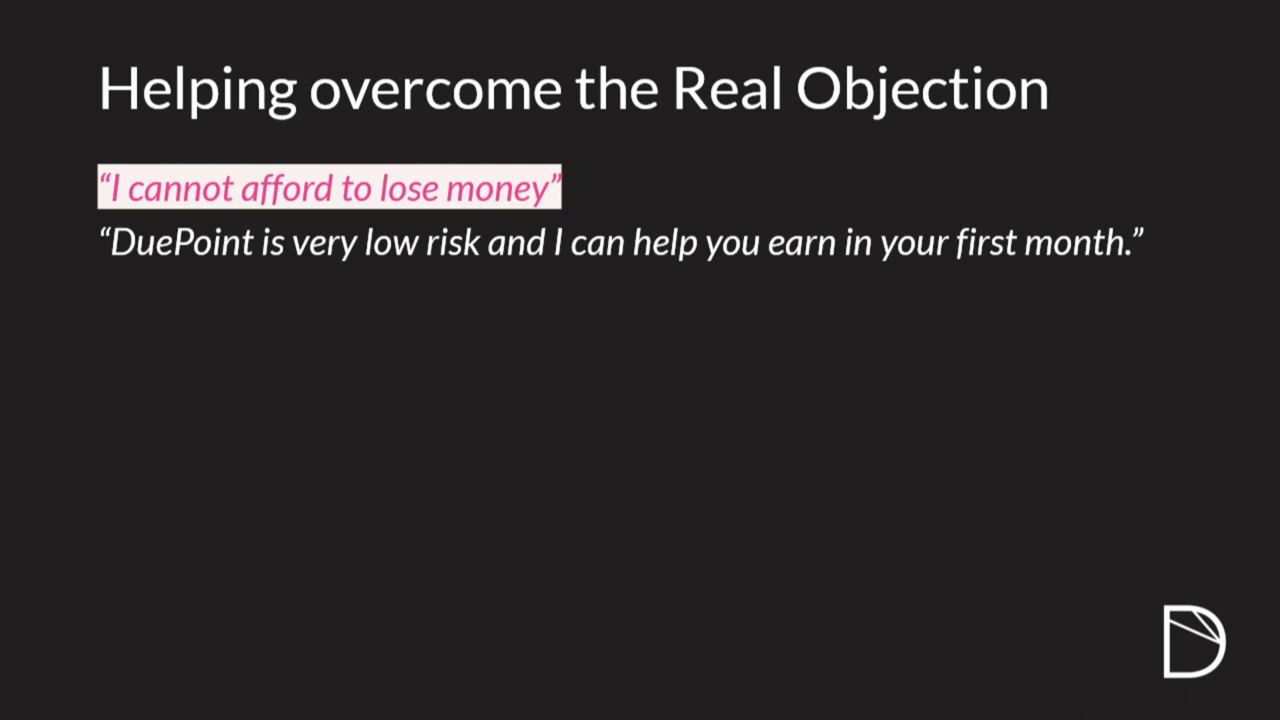 Helping overcome the Real Objection
“I cannot afford to lose money”
“DuePoint is very low risk and I can help you earn in your first month.”